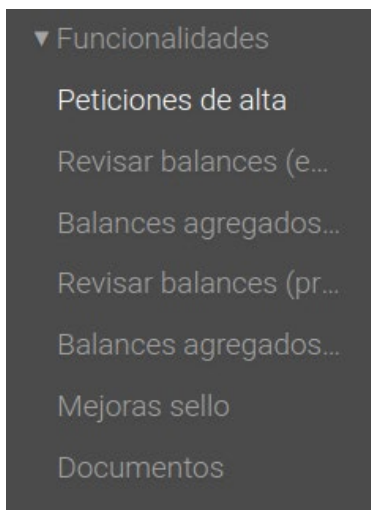 ▼ Funcionalidades
Peticiones de alta
Revisar balances (e...
Balances agregados...
Revisar balances (pr...
Balances agregados...
Mejoras sello
Documentos